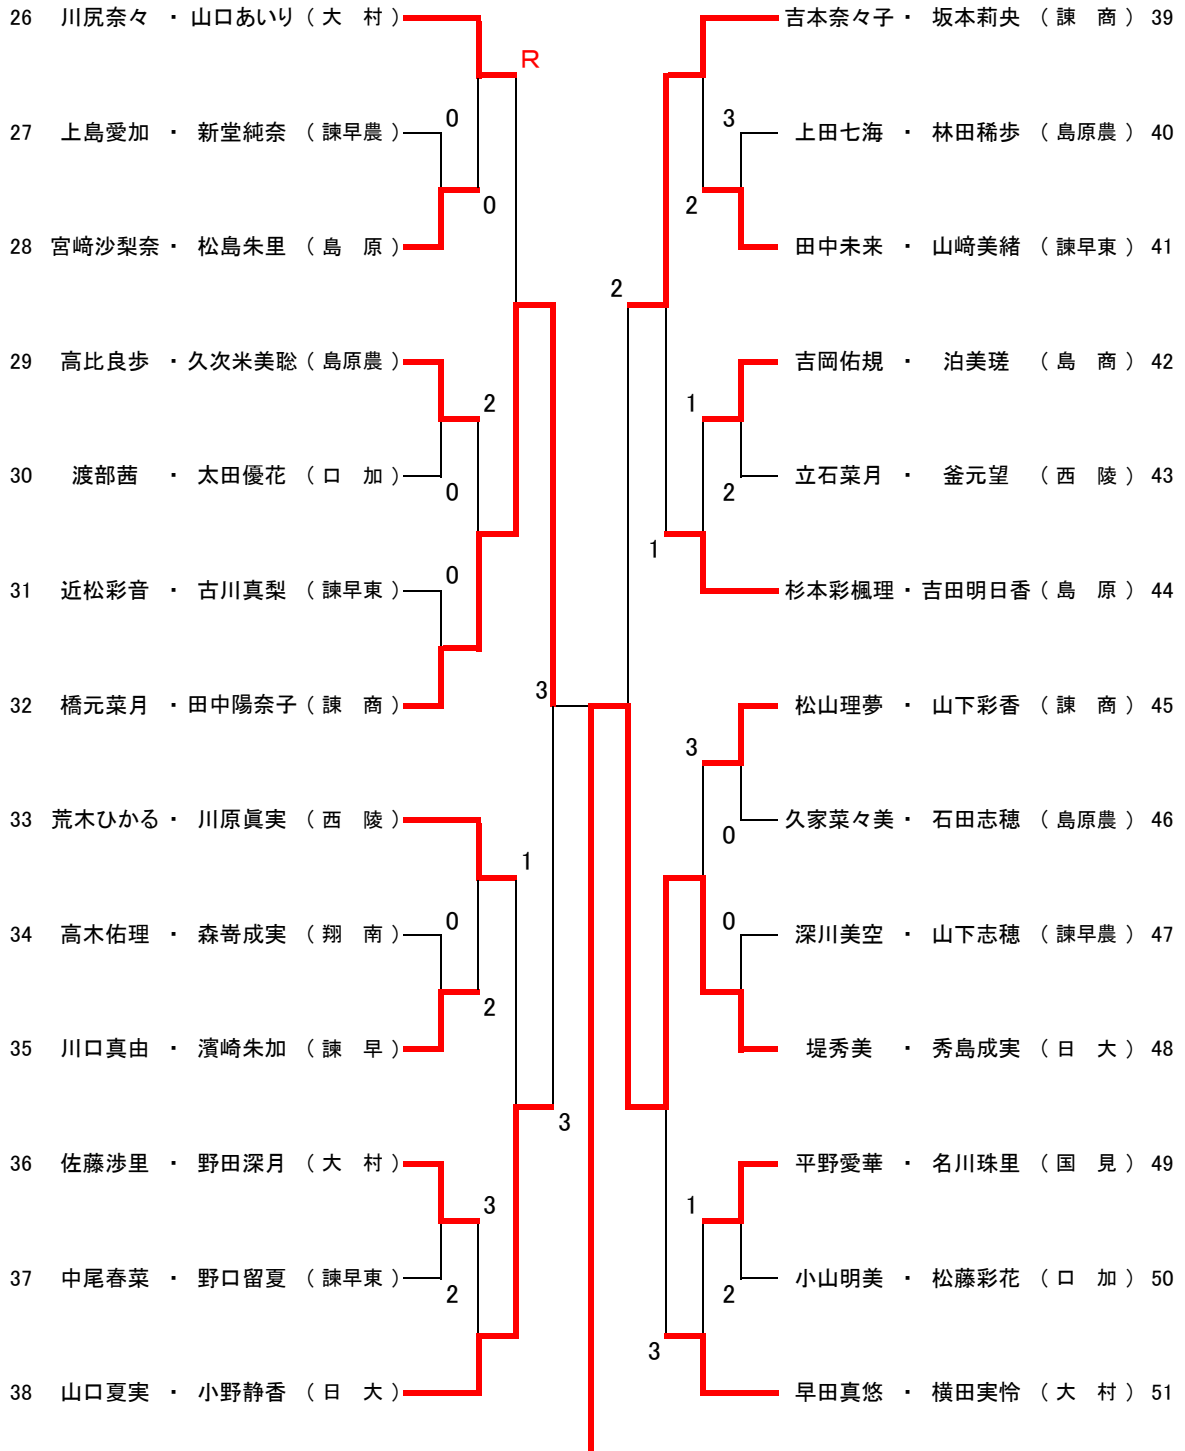 26 川尻奈々 ・ 山口あいり ( 大 村 )
R
0
27 上島愛加 ・ 新堂純奈 ( 諫早農 )
0
28 宮﨑沙梨奈 ・ 松島朱里 ( 島 原 )
29 高比良歩 ・ 久次米美聡 ( 島原農 )
2
30 渡部茜 ・ 太田優花 ( 口 加 )
0
0
31 近松彩音 ・ 古川真梨 ( 諫早東 )
32 橋元菜月 ・ 田中陽奈子 ( 諫 商 )
3
33 荒木ひかる ・ 川原眞実 ( 西 陵 )
1
0
34 高木佑理 ・ 森嵜成実 ( 翔 南 )
2
35 川口真由 ・ 濱崎朱加 ( 諫 早 )
3
36 佐藤渉里 ・ 野田深月 ( 大 村 )
3
37 中尾春菜 ・ 野口留夏 ( 諫早東 )
2
38 山口夏実 ・ 小野静香 ( 日 大 )
吉本奈々子 ・ 坂本莉央 ( 諫 商 ) 39
3
上田七海 ・ 林田稀歩 ( 島原農 ) 40
2
田中未来 ・ 山﨑美緒 ( 諫早東 ) 41
2
吉岡佑規 ・ 泊美瑳 ( 島 商 ) 42
1
立石菜月 ・ 釜元望 ( 西 陵 ) 43
2
1
杉本彩楓理 ・ 吉田明日香 ( 島 原 ) 44
松山理夢 ・ 山下彩香 ( 諫 商 ) 45
3
久家菜々美 ・ 石田志穂 ( 島原農 ) 46
0
0
深川美空 ・ 山下志穂 ( 諫早農 ) 47
堤秀美 ・ 秀島成実 ( 日 大 ) 48
平野愛華 ・ 名川珠里 ( 国 見 ) 49
1
小山明美 ・ 松藤彩花 ( 口 加 ) 50
2
3
早田真悠 ・ 横田実怜 ( 大 村 ) 51